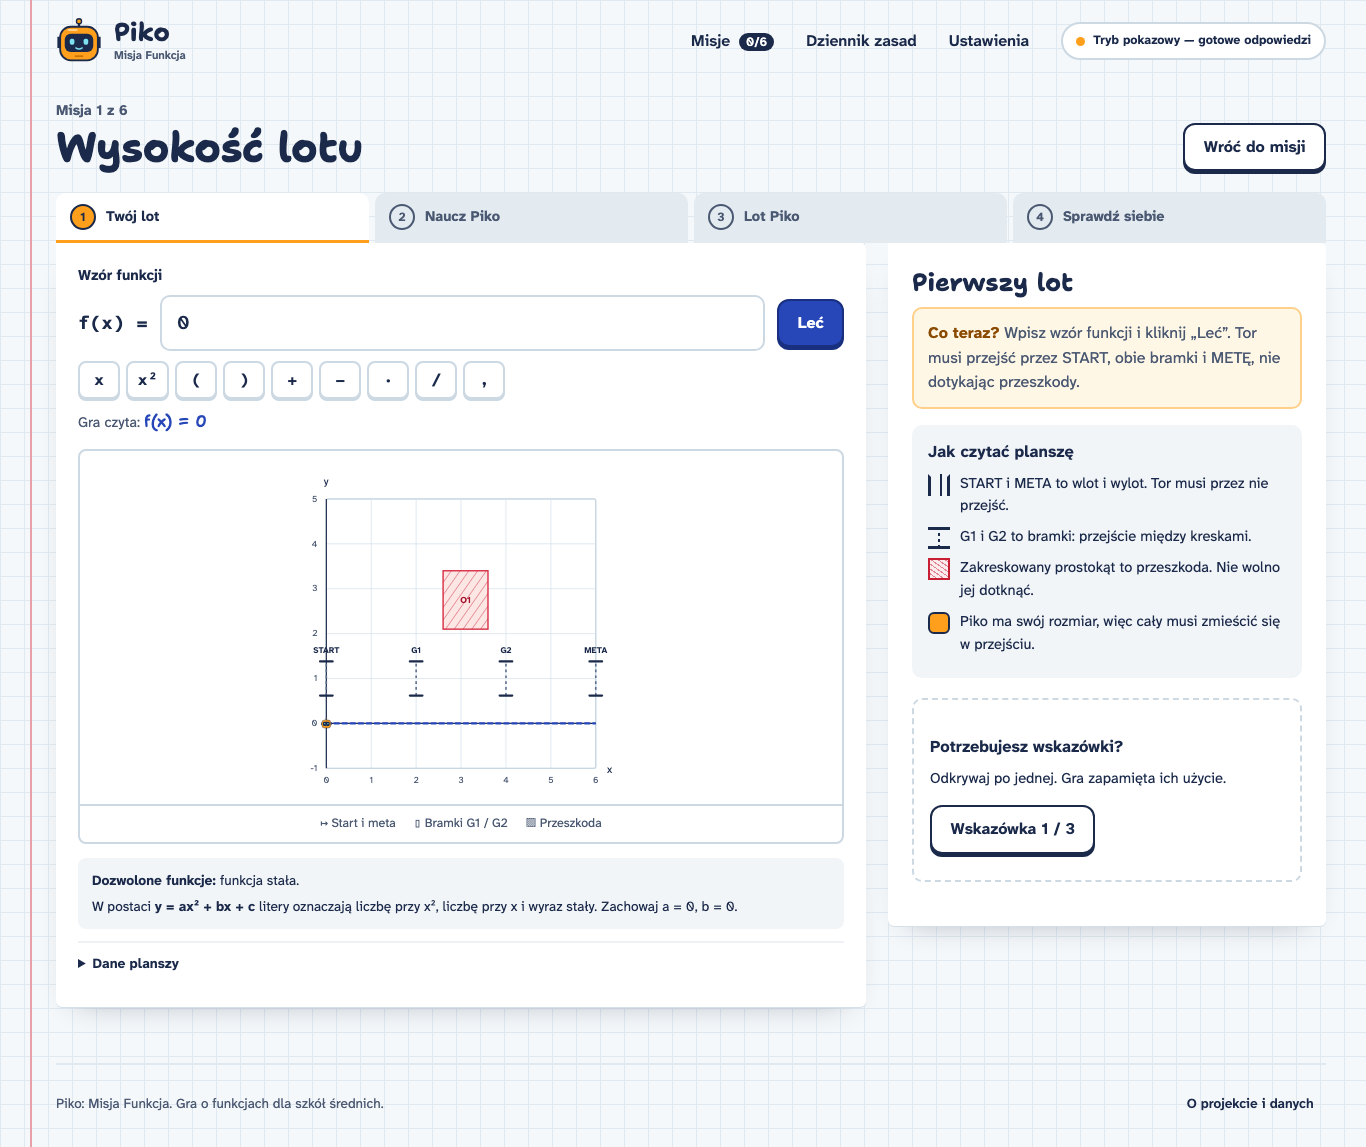 Piko
Misja Funkcja
Misje 0/6
Dziennik zasad
Ustawienia
Tryb pokazowy — gotowe odpowiedzi
Misja 1 z 6
Wysokość lotu
Wróć do misji
1 Twój lot
2 Naucz Piko
3 Lot Piko
4 Sprawdź siebie
Wzór funkcji
f(x) = 0
Leć
x x² ( ) + − · / ,
Gra czyta: f(x) = 0
y
5
4
3
O1
2
START G1 G2 META
1
0
-1
x
0 1 2 3 4 5 6
↦ Start i meta ▯ Bramki G1 / G2 ▨ Przeszkoda
Dozwolone funkcje: funkcja stała.
W postaci y = ax² + bx + c litery oznaczają liczbę przy x², liczbę przy x i wyraz stały. Zachowaj a = 0, b = 0.
▶ Dane planszy
Pierwszy lot
Co teraz? Wpisz wzór funkcji i kliknij „Leć”. Tor
musi przejść przez START, obie bramki i METĘ, nie
dotykając przeszkody.
Jak czytać planszę
START i META to wlot i wylot. Tor musi przez nie
przejść.
G1 i G2 to bramki: przejście między kreskami.
Zakreskowany prostokąt to przeszkoda. Nie wolno
jej dotknąć.
Piko ma swój rozmiar, więc cały musi zmieścić się
w przejściu.
Potrzebujesz wskazówki?
Odkrywaj po jednej. Gra zapamięta ich użycie.
Wskazówka 1 / 3
Piko: Misja Funkcja. Gra o funkcjach dla szkół średnich.
O projekcie i danych